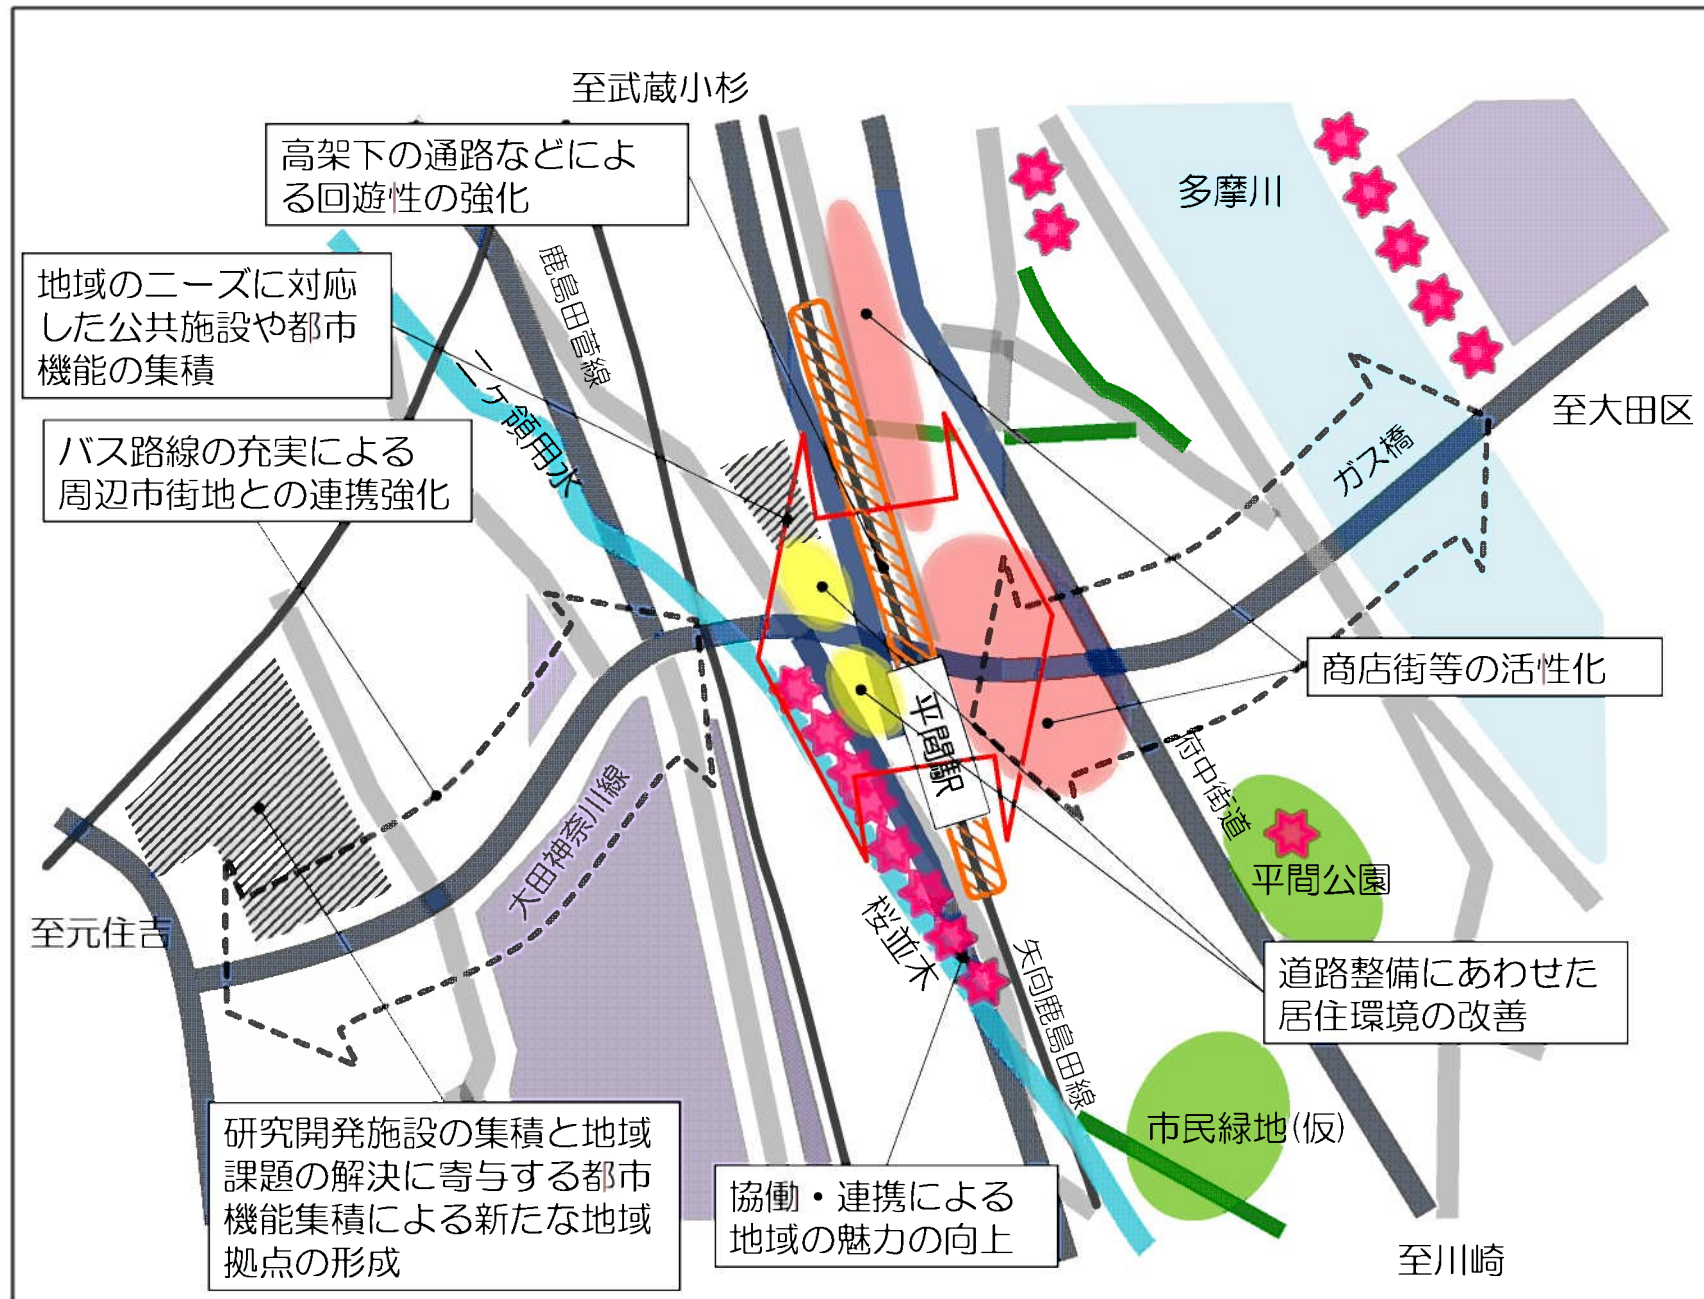 至武蔵小杉
高架下の通路などによ
る回遊性の強化
多摩川
地域のニーズに対応
した公共施設や都市
機能の集積
鹿島田菅線
二ヶ領用水
バス路線の充実による
周辺市街地との連携強化
至大田区
ガス橋
商店街等の活性化
平間駅
府中街道
大田神奈川線
平間公園
至元住吉
桜並木
矢向鹿島田線
道路整備にあわせた
居住環境の改善
研究開発施設の集積と地域
課題の解決に寄与する都市
機能集積による新たな地域
拠点の形成
協働・連携による
地域の魅力の向上
市民緑地(仮)
至川崎